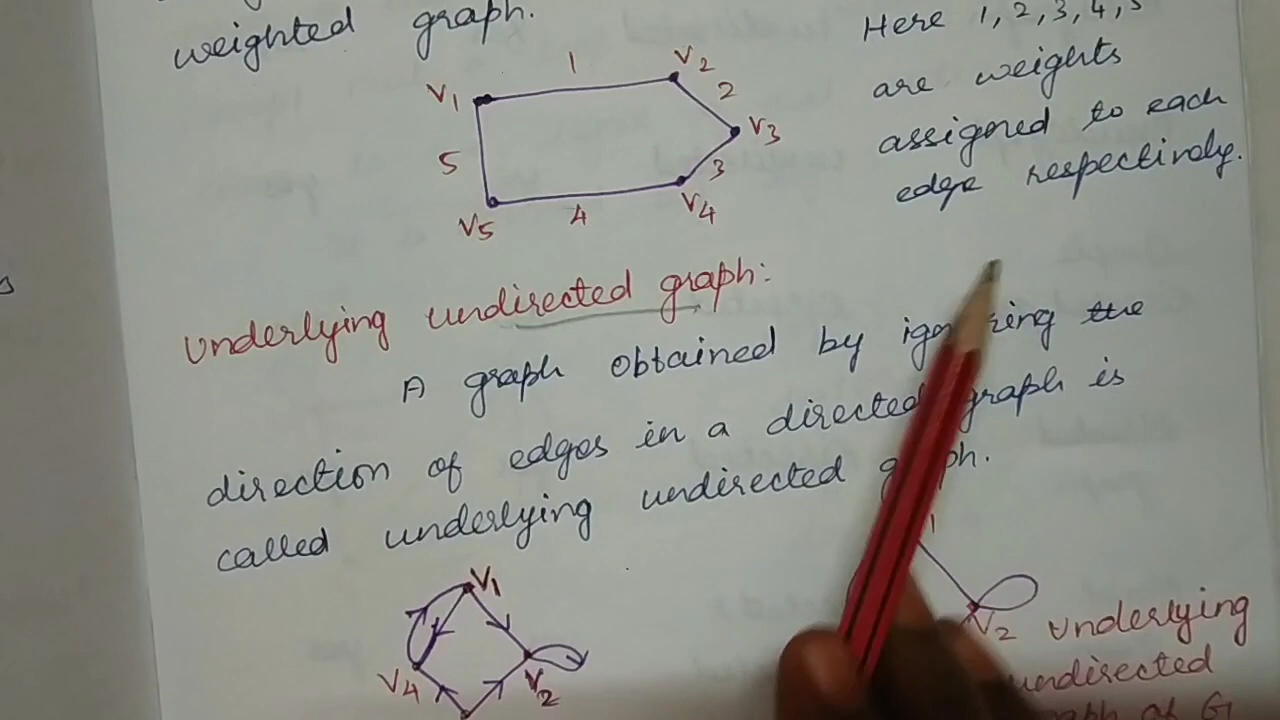 weighted graph.
Here 1, 2, 3, 4, 5
are weights
assigned to each
edge respectively.
V1 1 V2
2
V3
5
3
V5 4 V4
Underlying undirected graph:
A graph obtained by ignoring the
direction of edges in a directed graph is
called underlying undirected graph.
V1
V4 V2
V2 Underlying
undirected
graph of G